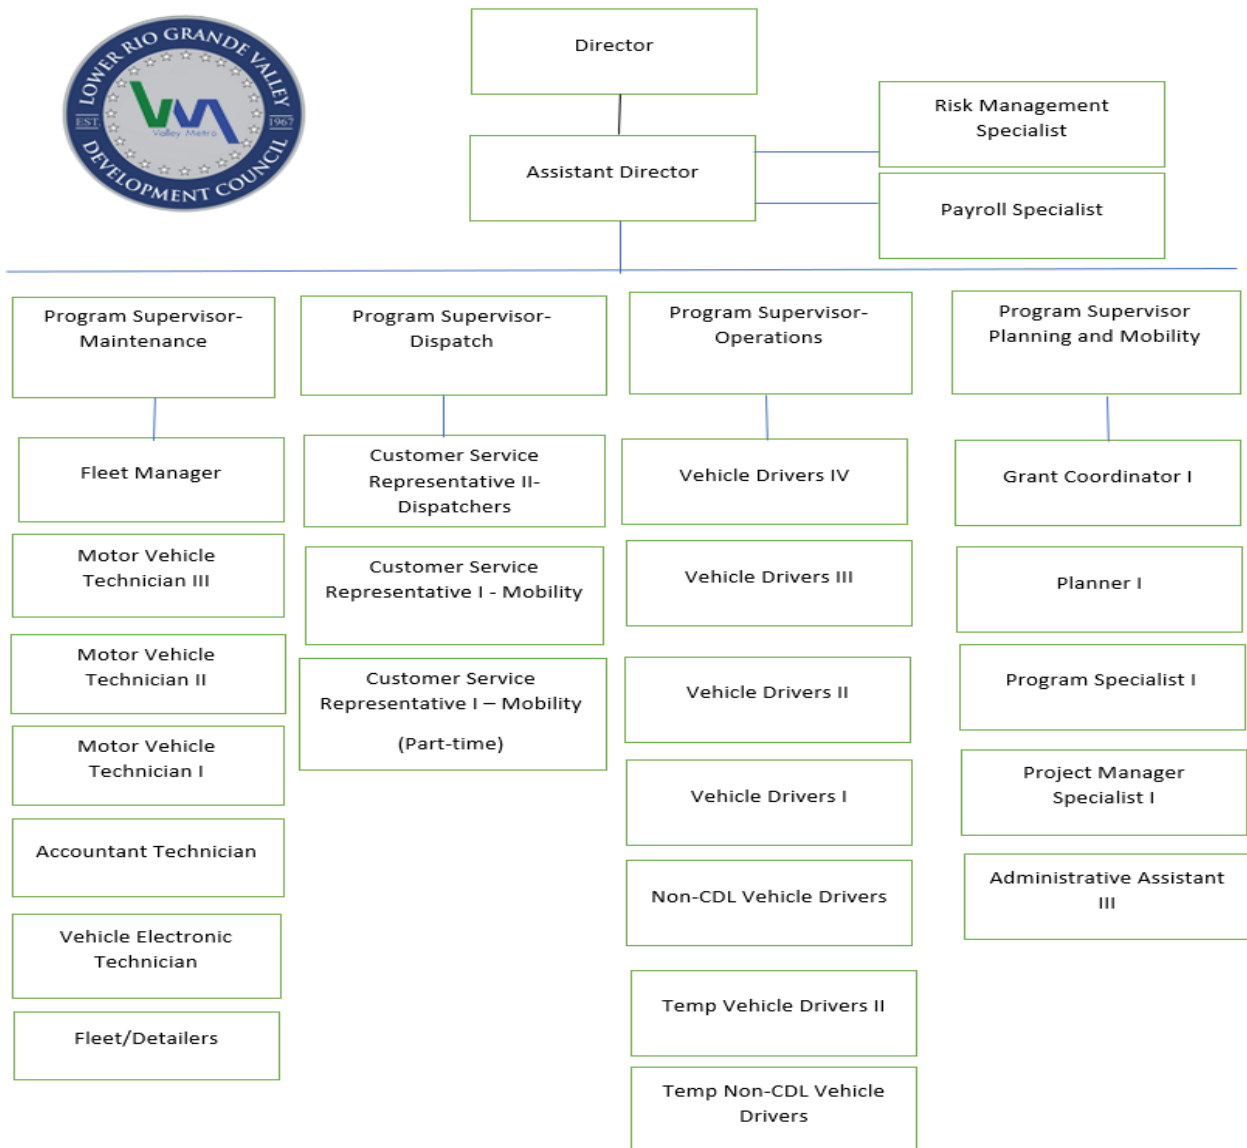 LOWER RIO GRANDE VALLEY
EST. 1967
Valley Metro
DEVELOPMENT COUNCIL
Director
Assistant Director
Risk Management
Specialist
Payroll Specialist
Program Supervisor-
Maintenance
Fleet Manager
Motor Vehicle
Technician III
Motor Vehicle
Technician II
Motor Vehicle
Technician I
Accountant Technician
Vehicle Electronic
Technician
Fleet/Detailers
Program Supervisor-
Dispatch
Customer Service
Representative II-
Dispatchers
Customer Service
Representative I - Mobility
Customer Service
Representative I – Mobility
(Part-time)
Program Supervisor-
Operations
Vehicle Drivers IV
Vehicle Drivers III
Vehicle Drivers II
Vehicle Drivers I
Non-CDL Vehicle Drivers
Temp Vehicle Drivers II
Temp Non-CDL Vehicle
Drivers
Program Supervisor
Planning and Mobility
Grant Coordinator I
Planner I
Program Specialist I
Project Manager
Specialist I
Administrative Assistant
III